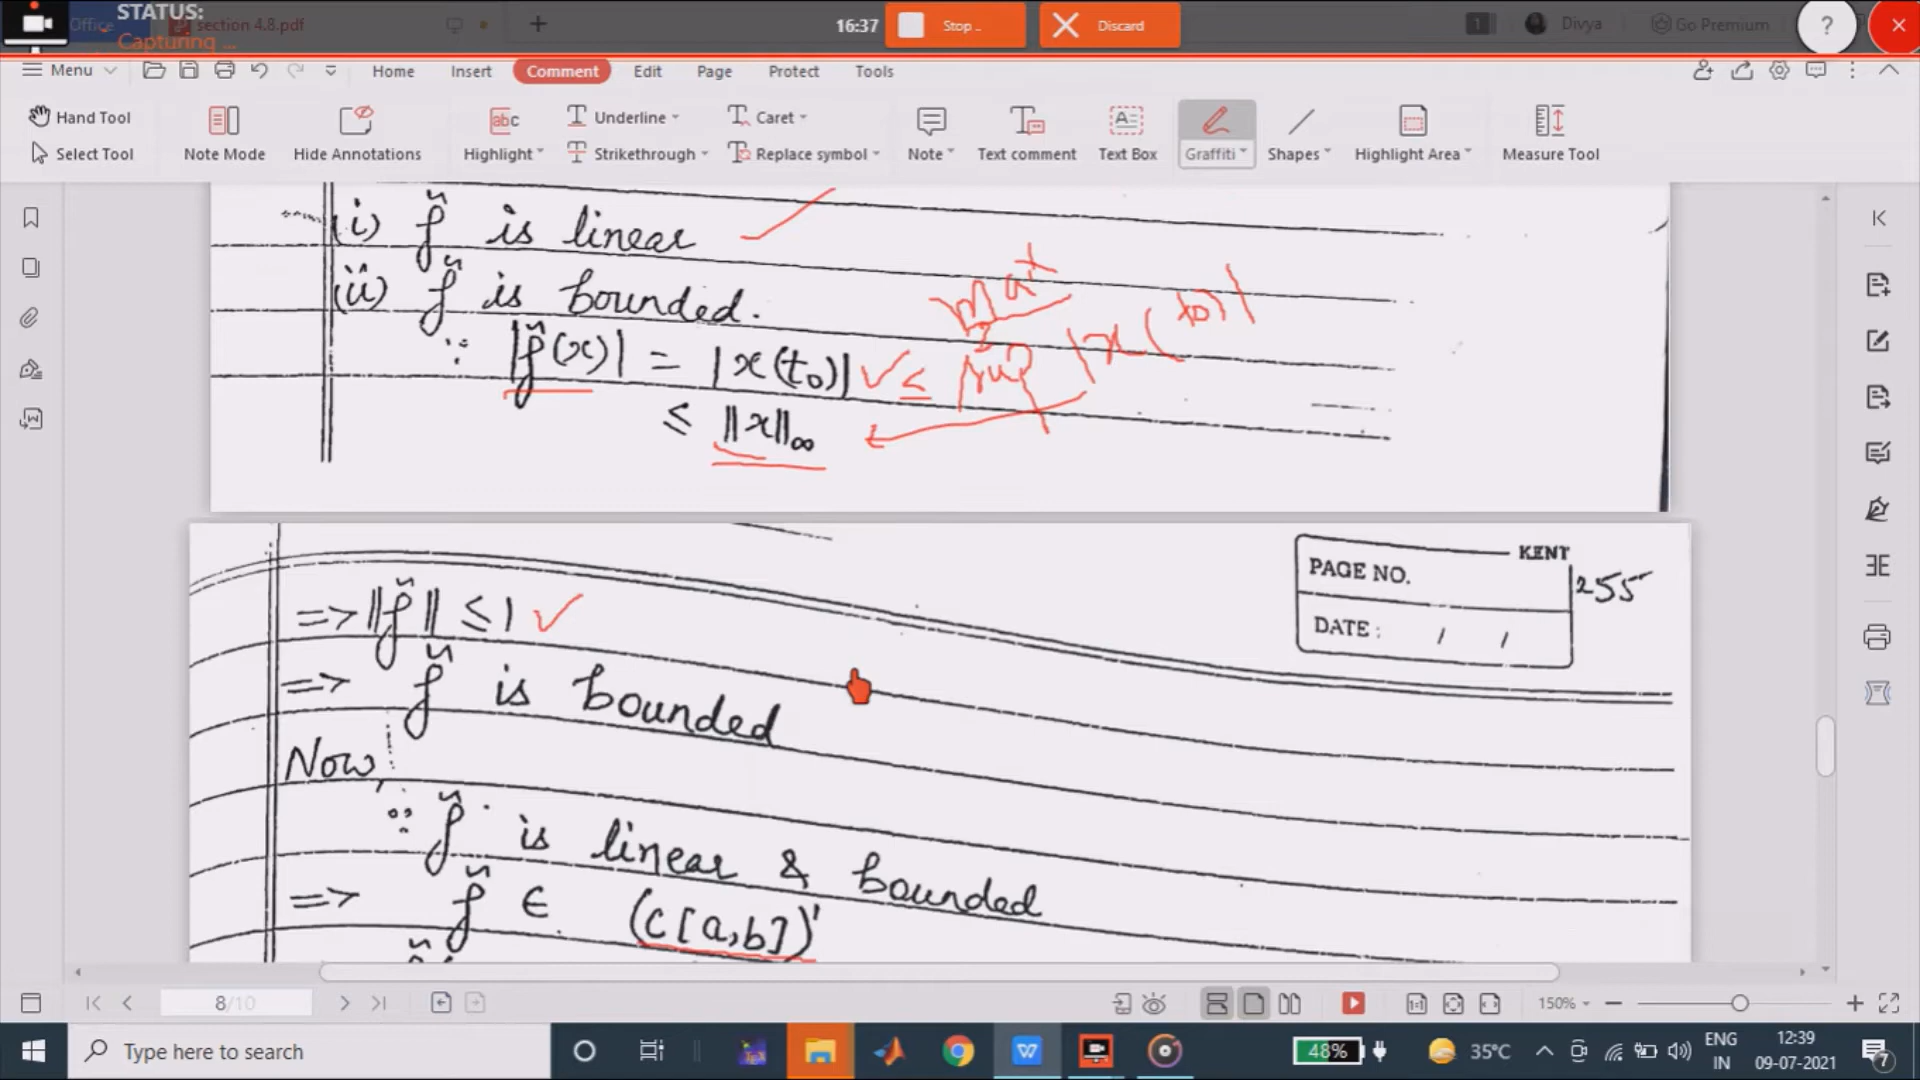 STATUS:
Capturing ...
Office
section 4.8.pdf
16:37
Stop ..
Discard
1
Divya
Go Premium
?
Menu
Home
Insert
Comment
Edit
Page
Protect
Tools
Hand Tool
Select Tool
Note Mode
Hide Annotations
Highlight
Underline
Strikethrough
Caret
Replace symbol
Note
Text comment
Text Box
Graffiti
Shapes
Highlight Area
Measure Tool
(i) f̃ is linear
(ii) f̃ is bounded.
∵ |f̃(x)| = |x(t₀)| ≤ sup |x(t₀)|
max
≤ ||x||∞
KENT
PAGE NO. 255
DATE : / /
=> ||f̃|| ≤ 1
=> f̃ is bounded
Now,
∵ f̃ is linear & bounded
=> f̃ ∈ (C[a,b])'
8/10
150%
Type here to search
48%
35°C
ENG
IN
12:39
09-07-2021
7